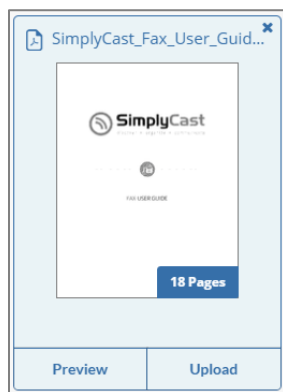 SimplyCast_Fax_User_Guid...
SimplyCast
FAX USER GUIDE
18 Pages
Preview
Upload